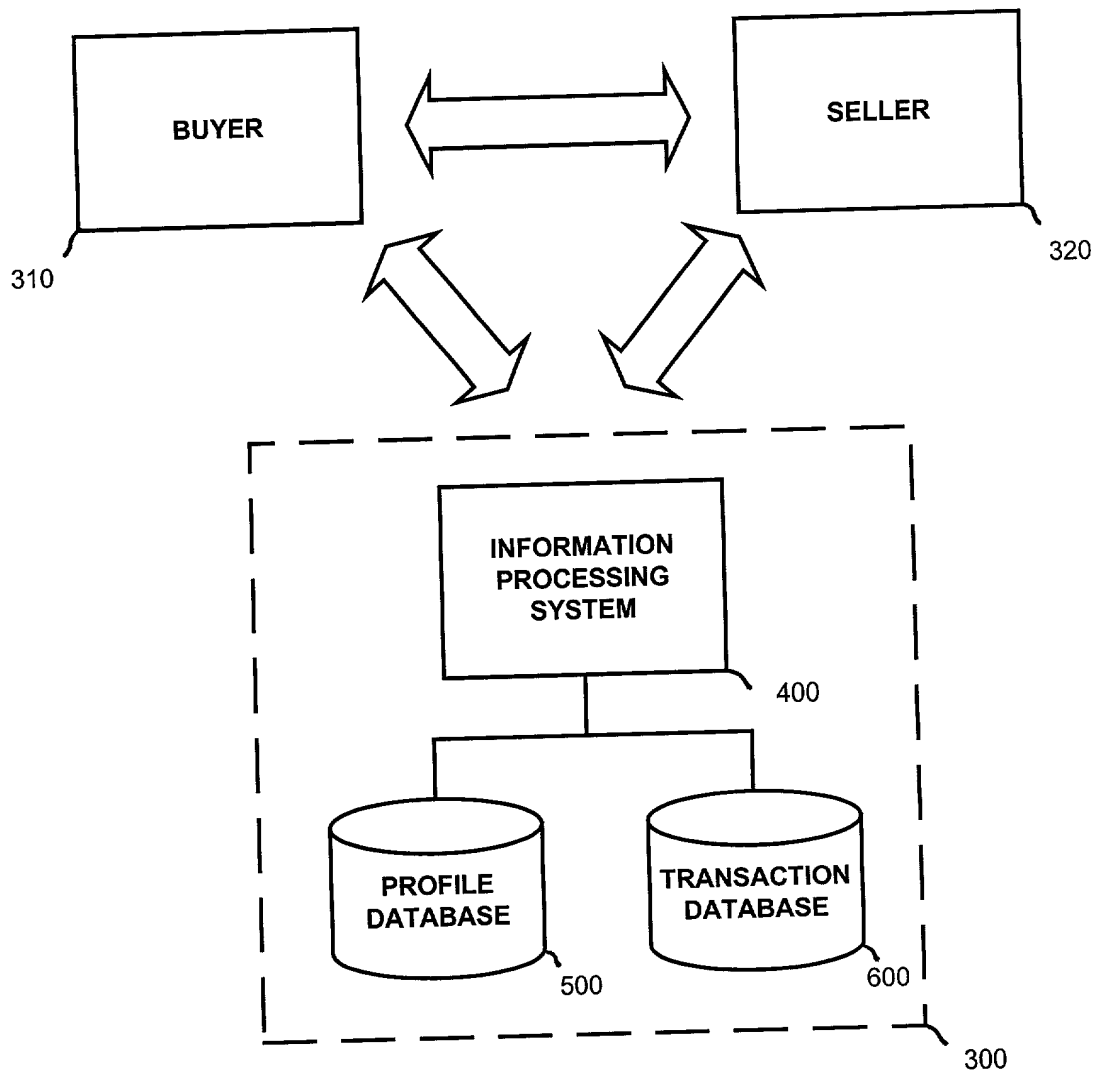 BUYER
SELLER
310
320
INFORMATION
PROCESSING
SYSTEM
400
PROFILE
DATABASE
TRANSACTION
DATABASE
500
600
300